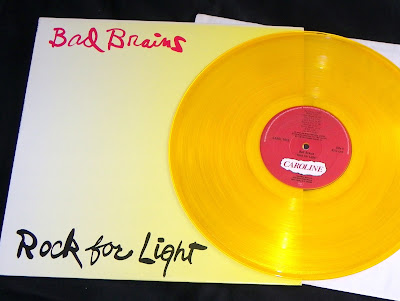 Bad Brains
Rock for Light
CAROLINE